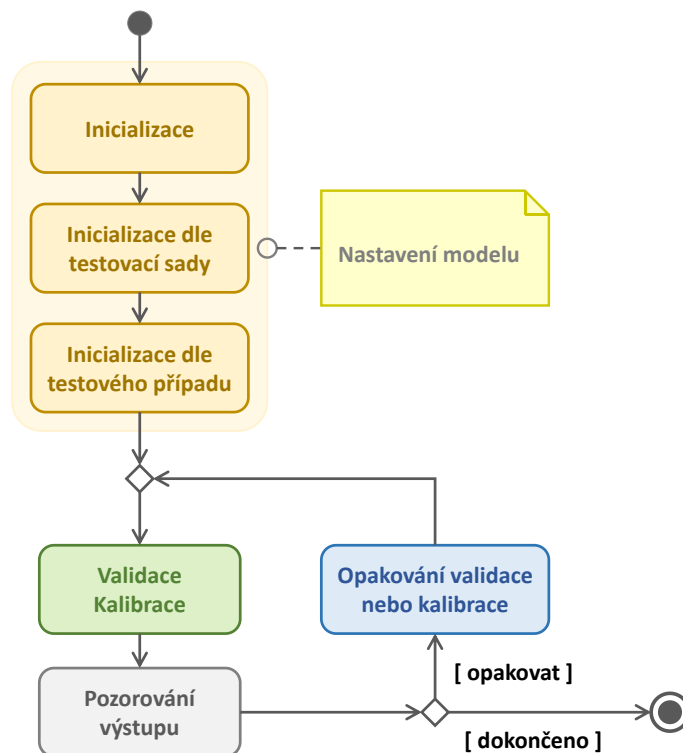 Inicializace
Inicializace dle
testovací sady
Nastavení modelu
Inicializace dle
testového případu
Validace
Kalibrace
Opakování validace
nebo kalibrace
[ opakovat ]
Pozorování
výstupu
[ dokončeno ]